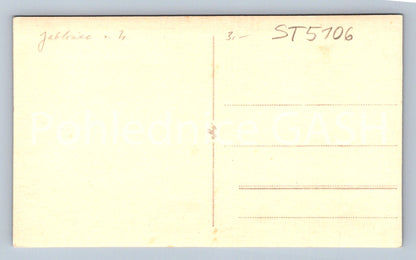 Jablonec n. N. 3,- ST5106
Pohlednice GASH